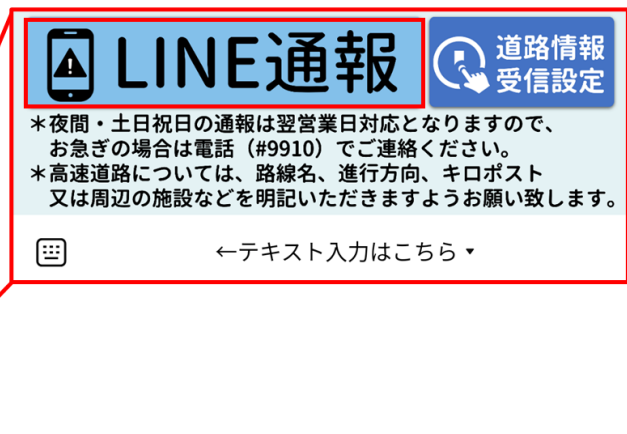 LINE通報
道路情報
受信設定
＊夜間・土日祝日の通報は翌営業日対応となりますので、
お急ぎの場合は電話（#9910）でご連絡ください。
＊高速道路については、路線名、進行方向、キロポスト
又は周辺の施設などを明記いただきますようお願い致します。
←テキスト入力はこちら▼